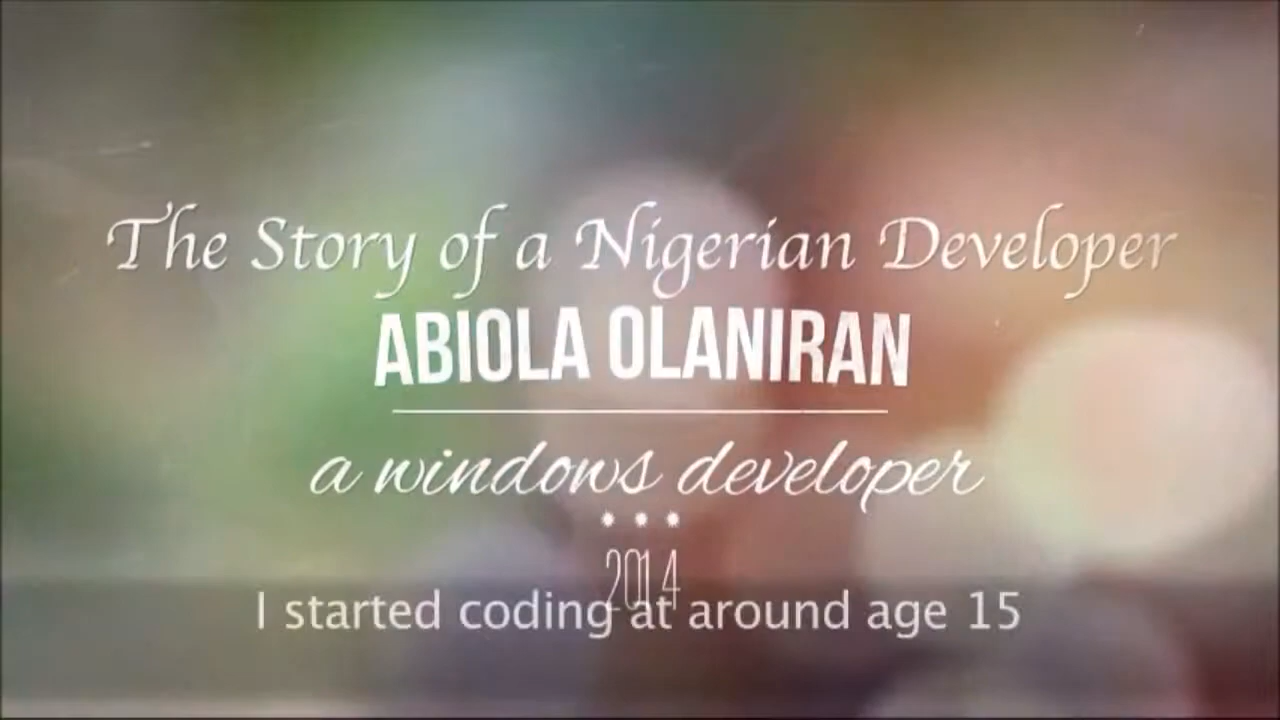 The Story of a Nigerian Developer
ABIOLA OLANIRAN
a windows developer
2014
I started coding at around age 15